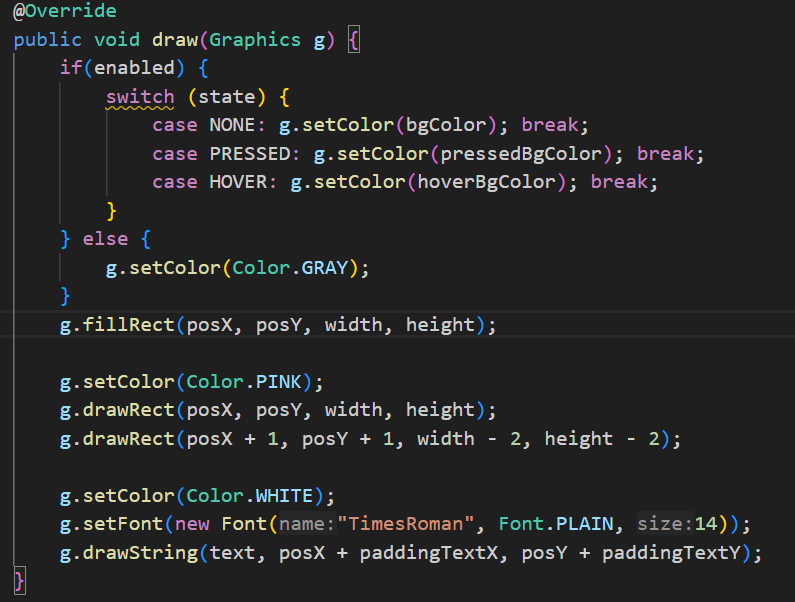 @Override
public void draw(Graphics g) {
    if(enabled) {
        switch (state) {
            case NONE: g.setColor(bgColor); break;
            case PRESSED: g.setColor(pressedBgColor); break;
            case HOVER: g.setColor(hoverBgColor); break;
        }
    } else {
        g.setColor(Color.GRAY);
    }
    g.fillRect(posX, posY, width, height);

    g.setColor(Color.PINK);
    g.drawRect(posX, posY, width, height);
    g.drawRect(posX + 1, posY + 1, width - 2, height - 2);

    g.setColor(Color.WHITE);
    g.setFont(new Font(name:"TimesRoman", Font.PLAIN, size:14));
    g.drawString(text, posX + paddingTextX, posY + paddingTextY);
}